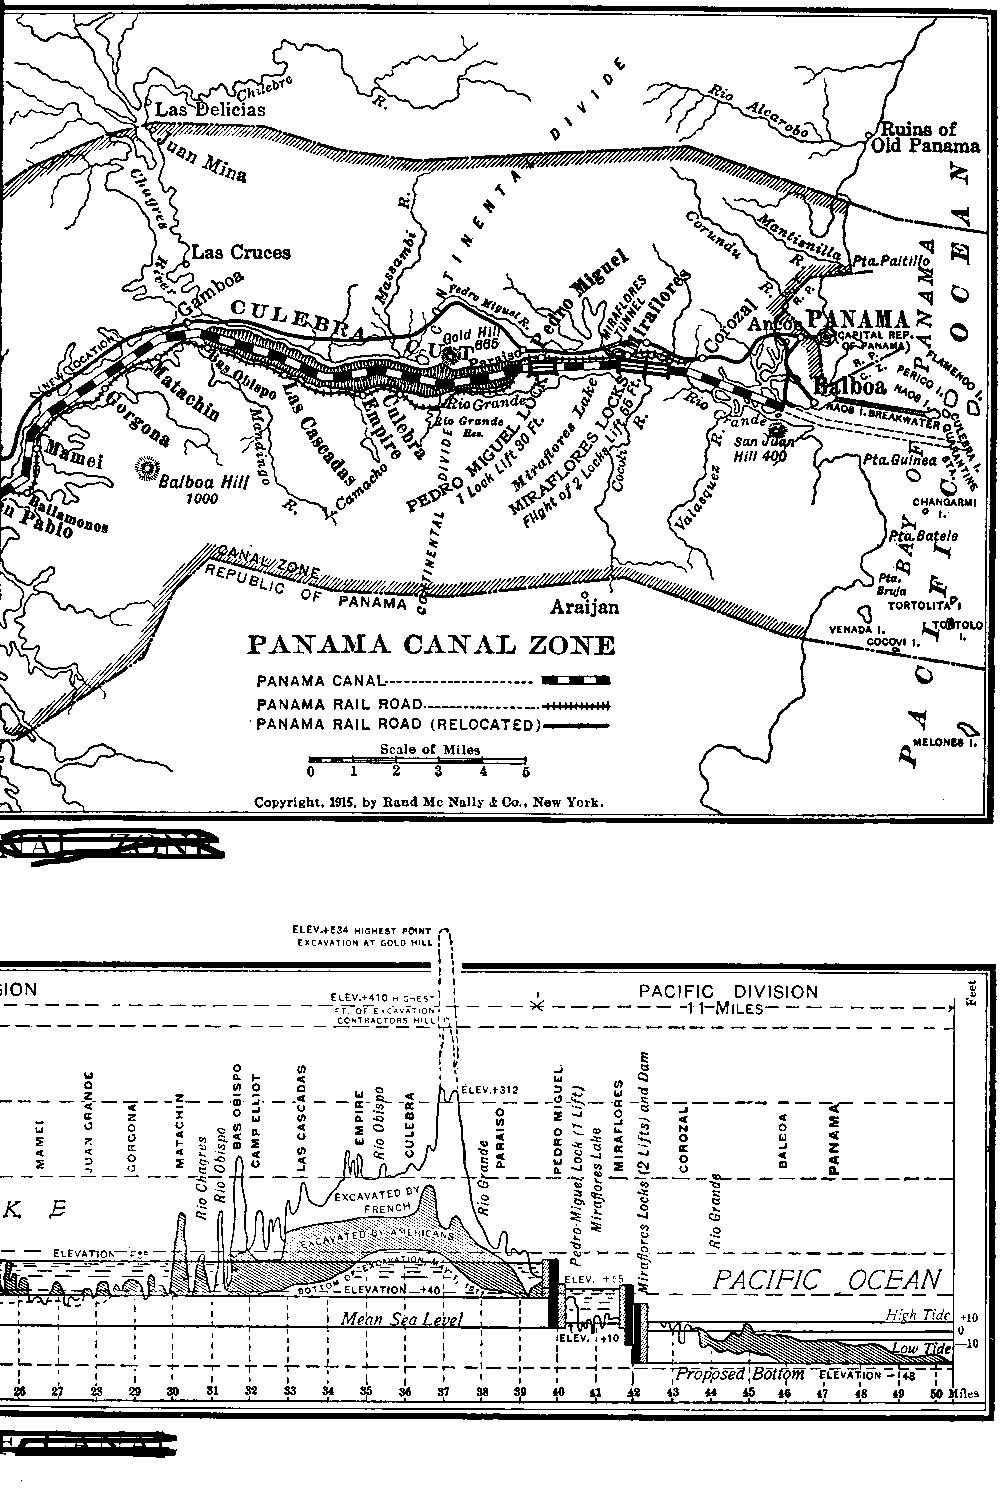 Las Delicias
Juan Mina
Chilebre
R.
CONTINENTAL DIVIDE
Rio Alcarobo
Ruins of
Old Panama
Chagres
River
Las Cruces
Gamboa
Massambi R.
CULEBRA
CUT
Pedro Miguel R.
Gold Hill
665
Paraiso
Pedro Miguel
MIRAFLORES
TUNNEL
Miraflores
Corozal
Corundu R.
Mantisnilla R.
Pta. Paitillo
R. P.
Ancon
PANAMA
(CAPITAL REP.
OF PANAMA)
R. P.
C. Z.
Balboa
FLAMENCO I.
PERICO I.
NAOS I.
NAOS I. BREAKWATER
CULEBRA I.
QUARANTINE
STATION
(NEW LOCATION)
Mamei
Gorgona
Matachin
Bas Obispo
Las Cascadas
Empire
Culebra
Rio Grande
Rio Grande
Res.
Mandingo
R.
Camacho
Balboa Hill
1000
Bailamonos
n Pablo
PEDRO MIGUEL LOCK
1 Lock Lift 30 Ft.
Miraflores Lake
MIRAFLORES LOCKS
Flight of 2 Locks Lift 55 Ft.
Cocoli R.
Rio Grande
R.
Valasquez
San Juan
Hill 400
Pta. Guinea
CHANGARMI
I.
Pta. Batele
Pta.
Bruja
TORTOLITA I
TORTOLO
I.
VENADA I.
COCOVI I.
MELONES I.
BAY OF PANAMA
PACIFIC OCEAN
CONTINENTAL DIVIDE
CANAL ZONE
REPUBLIC OF PANAMA
Araijan
PANAMA CANAL ZONE
PANAMA CANAL
PANAMA RAIL ROAD
PANAMA RAIL ROAD (RELOCATED)
Scale of Miles
0 1 2 3 4 5
Copyright, 1915, by Rand Mc Nally & Co., New York.
NAL ZONE
ELEV.+534 HIGHEST POINT
EXCAVATION AT GOLD HILL
SION
ELEV.+410 HIGHEST
PT. OF EXCAVATION
CONTRACTORS HILL
PACIFIC DIVISION
11 MILES
Feet
ELEV.+312
MAMEI
JUAN GRANDE
GORGONA
MATACHIN
Rio Chagres
Rio Obispo
BAS OBISPO
CAMP ELLIOT
LAS CASCADAS
EMPIRE
Rio Obispo
CULEBRA
Rio Grande
PARAISO
PEDRO MIGUEL
Pedro Miguel Lock (1 Lift)
Miraflores Lake
MIRAFLORES
Miraflores Locks (2 Lifts) and Dam
COROZAL
Rio Grande
BALBOA
PANAMA
KE
EXCAVATED BY
FRENCH
EXCAVATED BY AMERICANS
ELEVATION
BOTTOM OF EXCAVATION, MAY 1,
ELEVATION +40
ELEV. +55
ELEV. +10
Mean Sea Level
PACIFIC OCEAN
High Tide +10
0
Low Tide -10
Proposed Bottom ELEVATION -48
26 27 28 29 30 31 32 33 34 35 36 37 38 39 40 41 42 43 44 45 46 47 48 49 50 Miles
CANAL